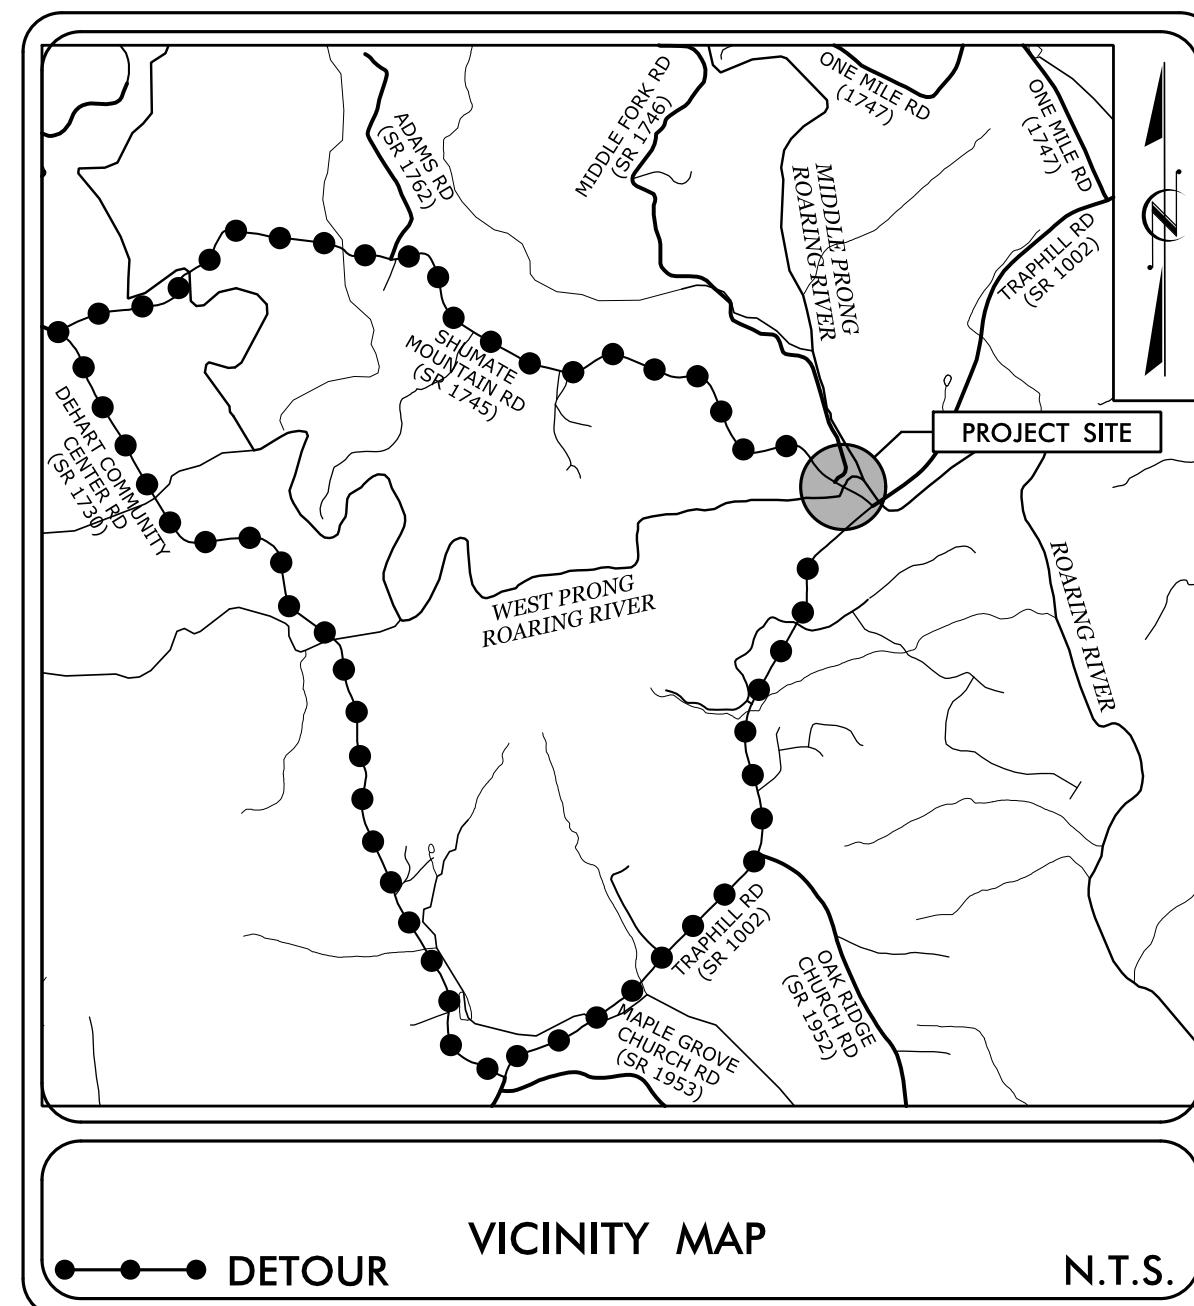 MIDDLE FORK RD
(SR 1746)
ONE MILE RD
(1747)
ONE MILE RD
(1747)
ADAMS RD
(SR 1762)
MIDDLE PRONG
ROARING RIVER
TRAPHILL RD
(SR 1002)
SHUMATE
MOUNTAIN RD
(SR 1745)
DEHART COMMUNITY
CENTER RD
(SR 1730)
PROJECT SITE
WEST PRONG
ROARING RIVER
ROARING RIVER
TRAPHILL RD
(SR 1002)
OAK RIDGE
CHURCH RD
(SR 1952)
MAPLE GROVE
CHURCH RD
(SR 1953)
VICINITY MAP
DETOUR
N.T.S.